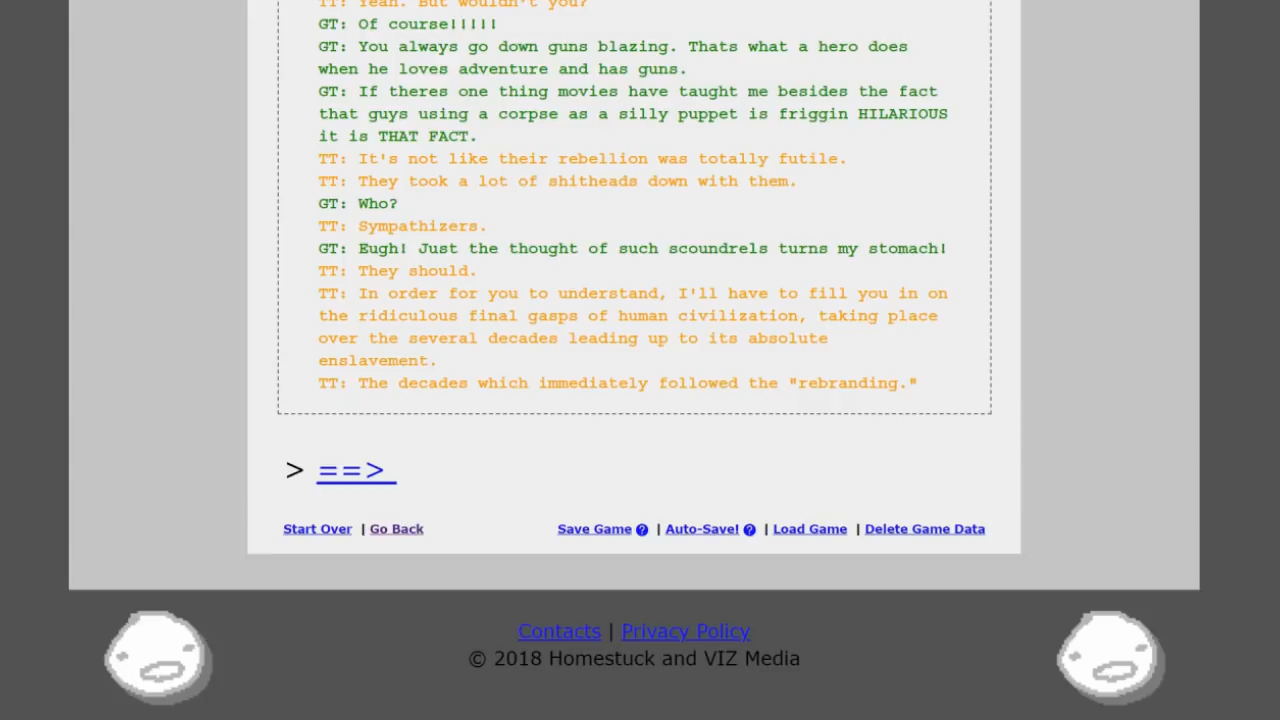 TT: Yeah. But wouldn't you?
GT: Of course!!!!!
GT: You always go down guns blazing. Thats what a hero does
when he loves adventure and has guns.
GT: If theres one thing movies have taught me besides the fact
that guys using a corpse as a silly puppet is friggin HILARIOUS
it is THAT FACT.
TT: It's not like their rebellion was totally futile.
TT: They took a lot of shitheads down with them.
GT: Who?
TT: Sympathizers.
GT: Eugh! Just the thought of such scoundrels turns my stomach!
TT: They should.
TT: In order for you to understand, I'll have to fill you in on
the ridiculous final gasps of human civilization, taking place
over the several decades leading up to its absolute
enslavement.
TT: The decades which immediately followed the "rebranding."
> ==>
Start Over | Go Back Save Game ? | Auto-Save! ? | Load Game | Delete Game Data
Contacts | Privacy Policy
© 2018 Homestuck and VIZ Media